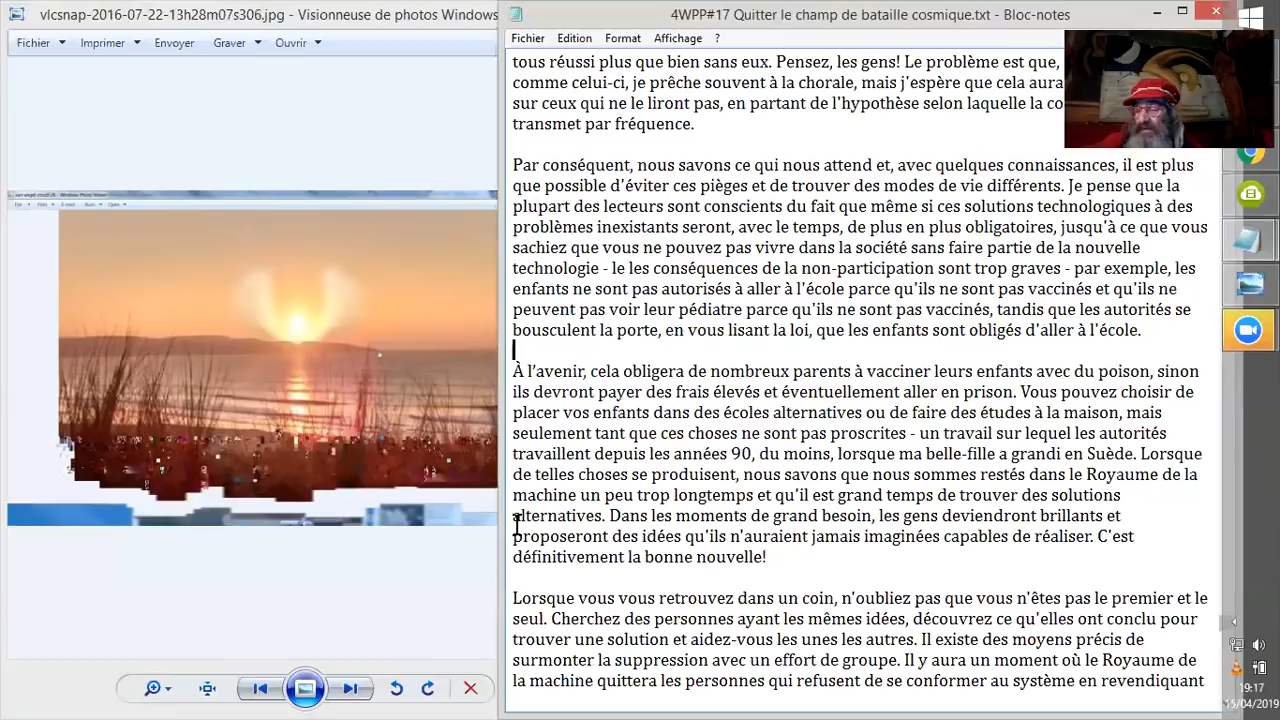 vlcsnap-2016-07-22-13h28m07s306.jpg - Visionneuse de photos Windows
Fichier Imprimer Envoyer Graver Ouvrir
4WPP#17 Quitter le champ de bataille cosmique.txt - Bloc-notes
Fichier Edition Format Affichage ?
tous réussi plus que bien sans eux. Pensez, les gens! Le problème est que,
comme celui-ci, je prêche souvent à la chorale, mais j'espère que cela aura
sur ceux qui ne le liront pas, en partant de l'hypothèse selon laquelle la co
transmet par fréquence.
Par conséquent, nous savons ce qui nous attend et, avec quelques connaissances, il est plus
que possible d'éviter ces pièges et de trouver des modes de vie différents. Je pense que la
plupart des lecteurs sont conscients du fait que même si ces solutions technologiques à des
problèmes inexistants seront, avec le temps, de plus en plus obligatoires, jusqu'à ce que vous
sachiez que vous ne pouvez pas vivre dans la société sans faire partie de la nouvelle
technologie - le les conséquences de la non-participation sont trop graves - par exemple, les
enfants ne sont pas autorisés à aller à l'école parce qu'ils ne sont pas vaccinés et qu'ils ne
peuvent pas voir leur pédiatre parce qu'ils ne sont pas vaccinés, tandis que les autorités se
bousculent la porte, en vous lisant la loi, que les enfants sont obligés d'aller à l'école.
À l'avenir, cela obligera de nombreux parents à vacciner leurs enfants avec du poison, sinon
ils devront payer des frais élevés et éventuellement aller en prison. Vous pouvez choisir de
placer vos enfants dans des écoles alternatives ou de faire des études à la maison, mais
seulement tant que ces choses ne sont pas proscrites - un travail sur lequel les autorités
travaillent depuis les années 90, du moins, lorsque ma belle-fille a grandi en Suède. Lorsque
de telles choses se produisent, nous savons que nous sommes restés dans le Royaume de la
machine un peu trop longtemps et qu'il est grand temps de trouver des solutions
alternatives. Dans les moments de grand besoin, les gens deviendront brillants et
proposeront des idées qu'ils n'auraient jamais imaginées capables de réaliser. C'est
définitivement la bonne nouvelle!
Lorsque vous vous retrouvez dans un coin, n'oubliez pas que vous n'êtes pas le premier et le
seul. Cherchez des personnes ayant les mêmes idées, découvrez ce qu'elles ont conclu pour
trouver une solution et aidez-vous les unes les autres. Il existe des moyens précis de
surmonter la suppression avec un effort de groupe. Il y aura un moment où le Royaume de
la machine quittera les personnes qui refusent de se conformer au système en revendiquant
19:17
15/04/2019